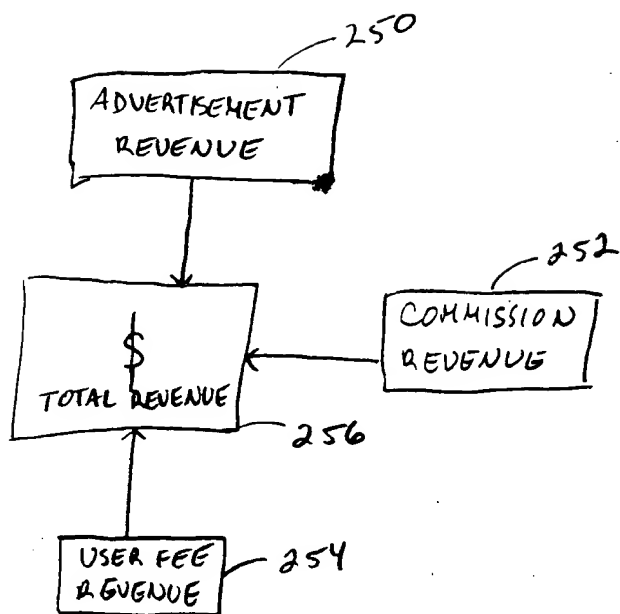 250
ADVERTISEMENT
REVENUE
252
COMMISSION
REVENUE
$
TOTAL REVENUE
256
USER FEE
REVENUE
254